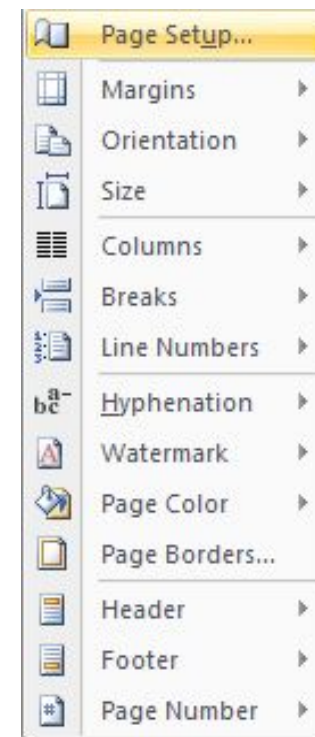 Page Setup...
Margins
Orientation
Size
Columns
Breaks
Line Numbers
Hyphenation
Watermark
Page Color
Page Borders...
Header
Footer
Page Number